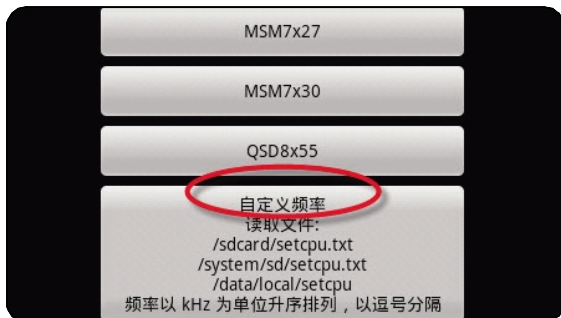 MSM7x27
MSM7x30
QSD8x55
自定义频率
读取文件:
/sdcard/setcpu.txt
/system/sd/setcpu.txt
/data/local/setcpu
频率以 kHz 为单位升序排列，以逗号分隔